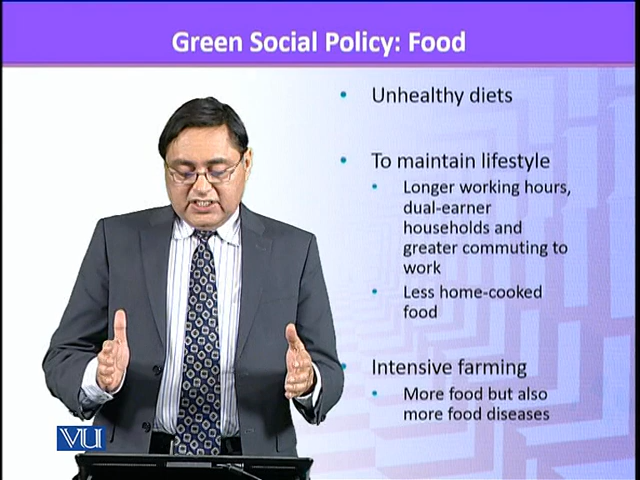 Green Social Policy: Food
• Unhealthy diets
• To maintain lifestyle
• Longer working hours,
dual-earner
households and
greater commuting to
work
• Less home-cooked
food
• Intensive farming
• More food but also
more food diseases
VU